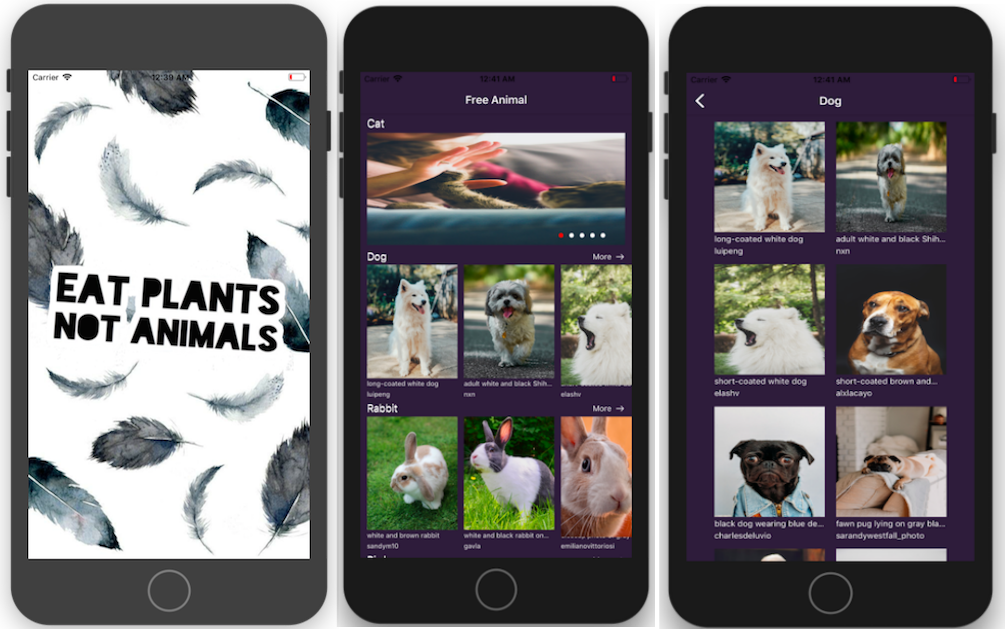 Carrier 12:39 AM
EAT PLANTS
NOT ANIMALS
Carrier 12:41 AM
Free Animal
Cat
Dog More →
long-coated white dog
luipeng
adult white and black Shih...
nxn
elashv
Rabbit More →
white and brown rabbit
sandym10
white and black rabbit on...
gavla
emilianovittoriosi
Carrier 12:41 AM
Dog
long-coated white dog
luipeng
adult white and black Shih...
nxn
short-coated white dog
elashv
short-coated brown and...
alxlacayo
black dog wearing blue de...
charlesdeluvio
fawn pug lying on gray bla...
sarandywestfall_photo